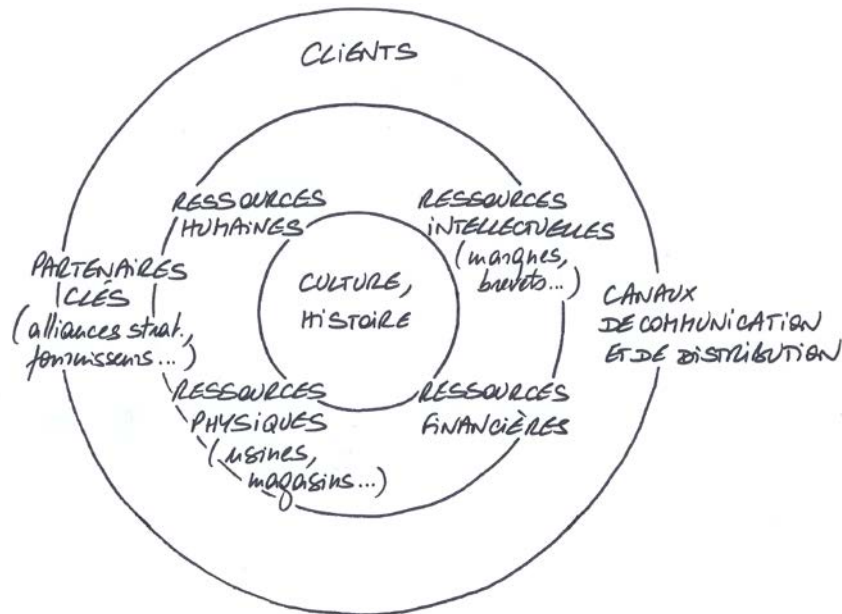 CLIENTS
RESSOURCES
HUMAINES
RESSOURCES
INTELLECTUELLES
(marques,
brevets...)
PARTENAIRES
CLÉS
(alliances strat.,
fournisseurs...)
CULTURE,
HISTOIRE
CANAUX
DE COMMUNICATION
ET DE DISTRIBUTION
RESSOURCES
PHYSIQUES
(usines,
magasins...)
RESSOURCES
FINANCIÈRES